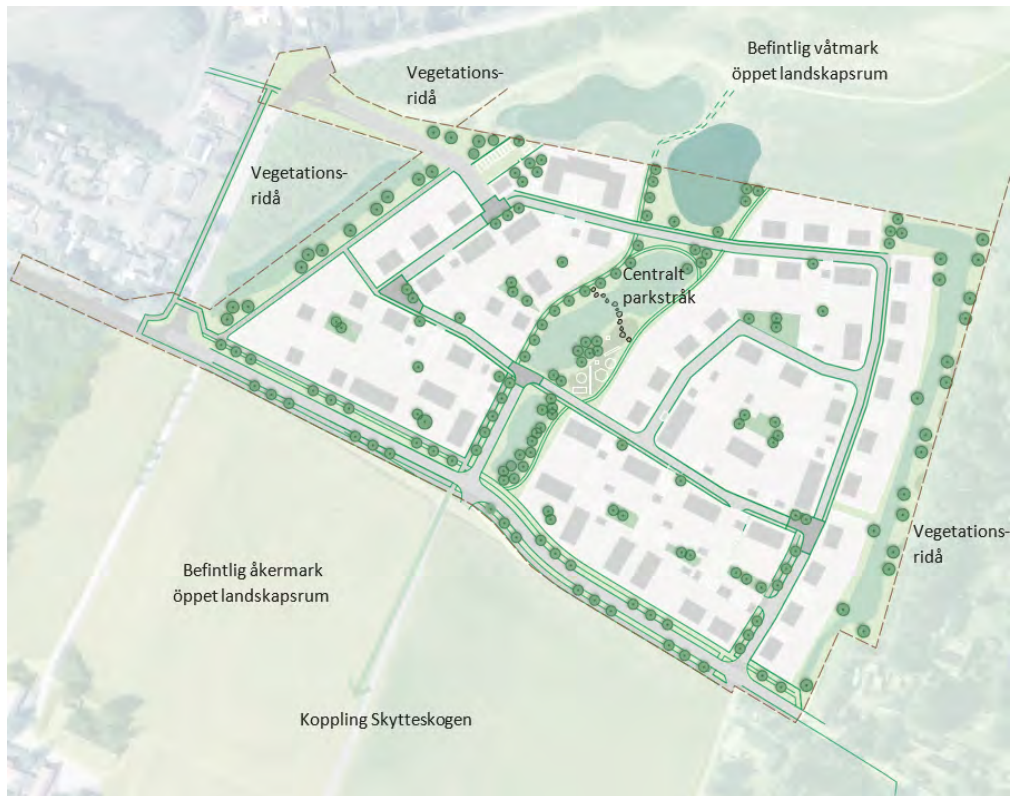 Befintlig våtmark
öppet landskapsrum
Vegetations-
ridå
Vegetations-
ridå
Centralt
parkstråk
Vegetations-
ridå
Befintlig åkermark
öppet landskapsrum
Koppling Skytteskogen